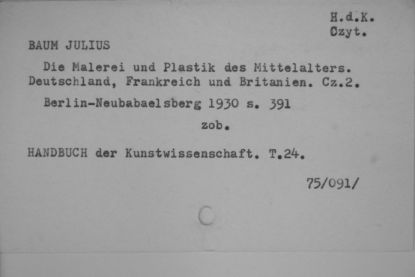 H.d.K.
Czyt.
BAUM JULIUS
Die Malerei und Plastik des Mittelalters.
Deutschland, Frankreich und Britanien. Cz.2.
Berlin-Neubabaelsberg 1930 s. 391
zob.
HANDBUCH der Kunstwissenschaft. T.24.
75/091/